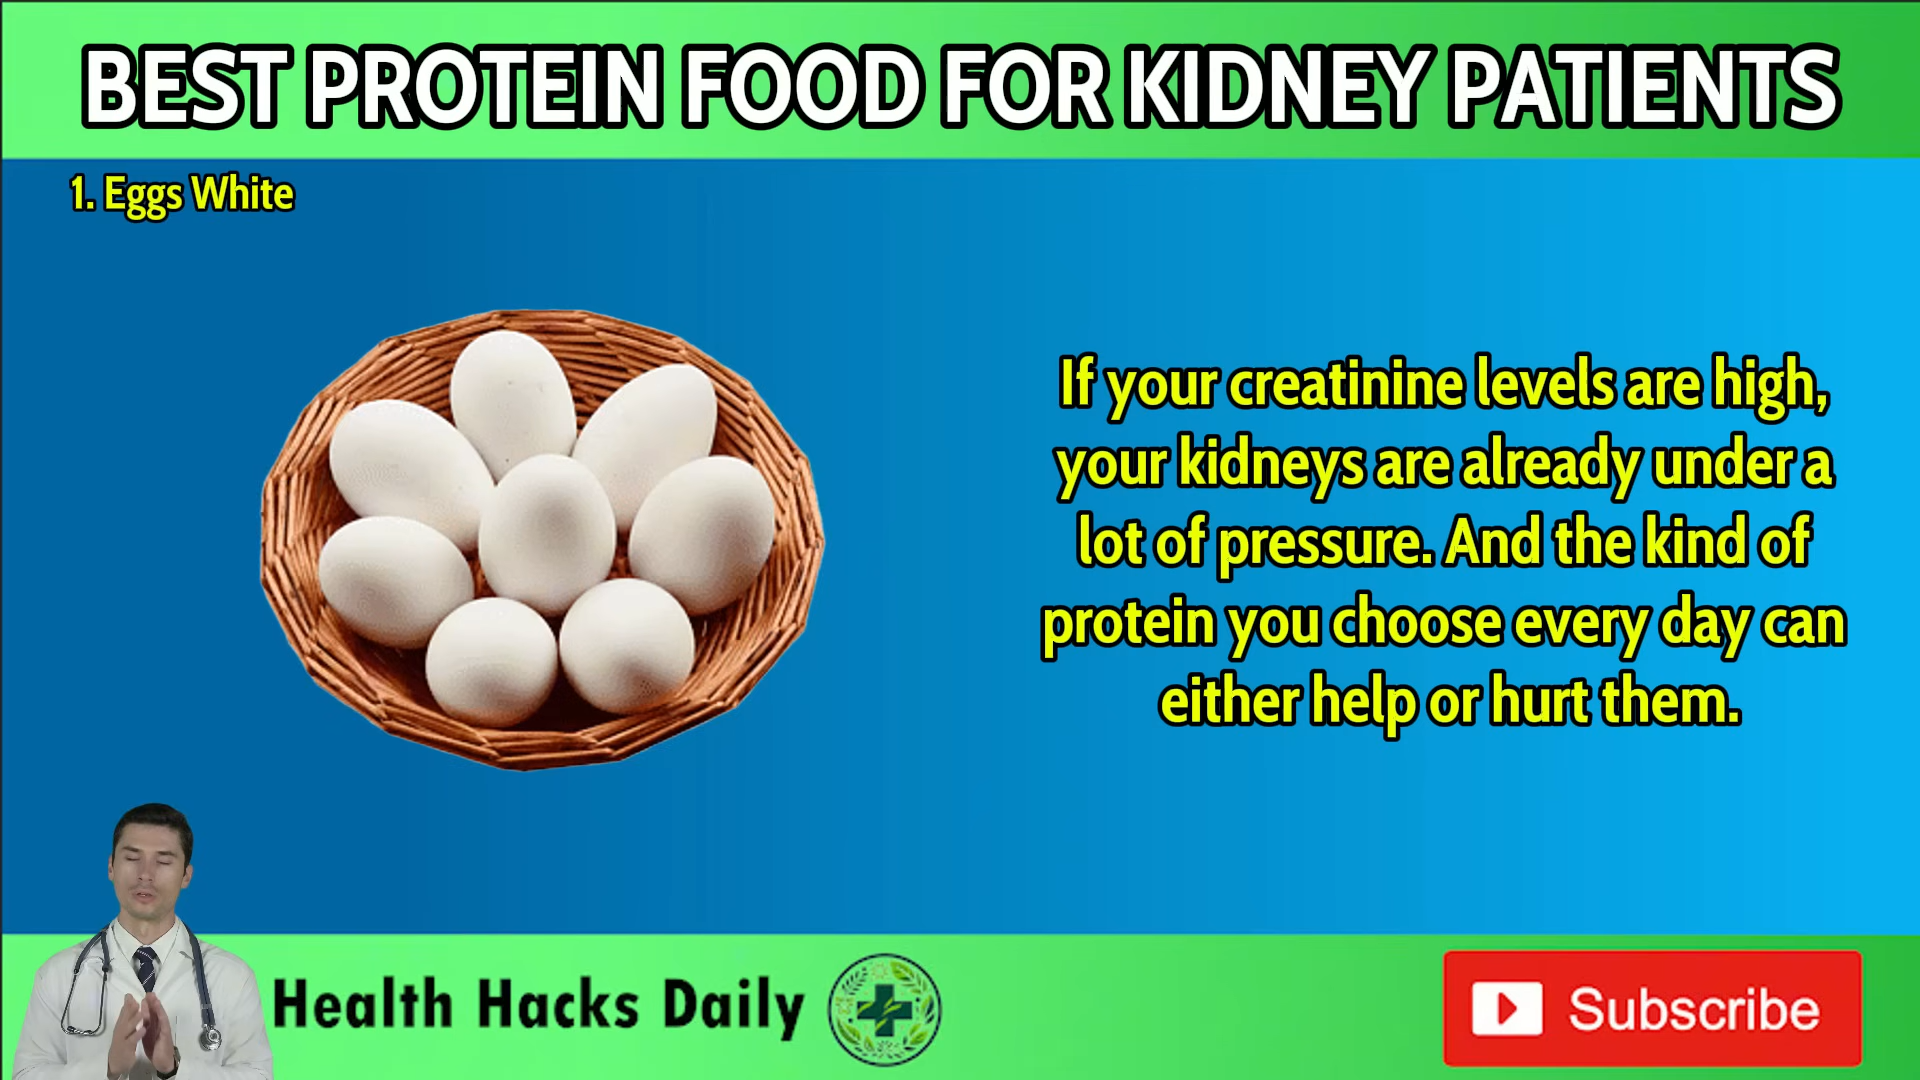 BEST PROTEIN FOOD FOR KIDNEY PATIENTS
1. Eggs White
If your creatinine levels are high,
your kidneys are already under a
lot of pressure. And the kind of
protein you choose every day can
either help or hurt them.
Health Hacks Daily
Subscribe